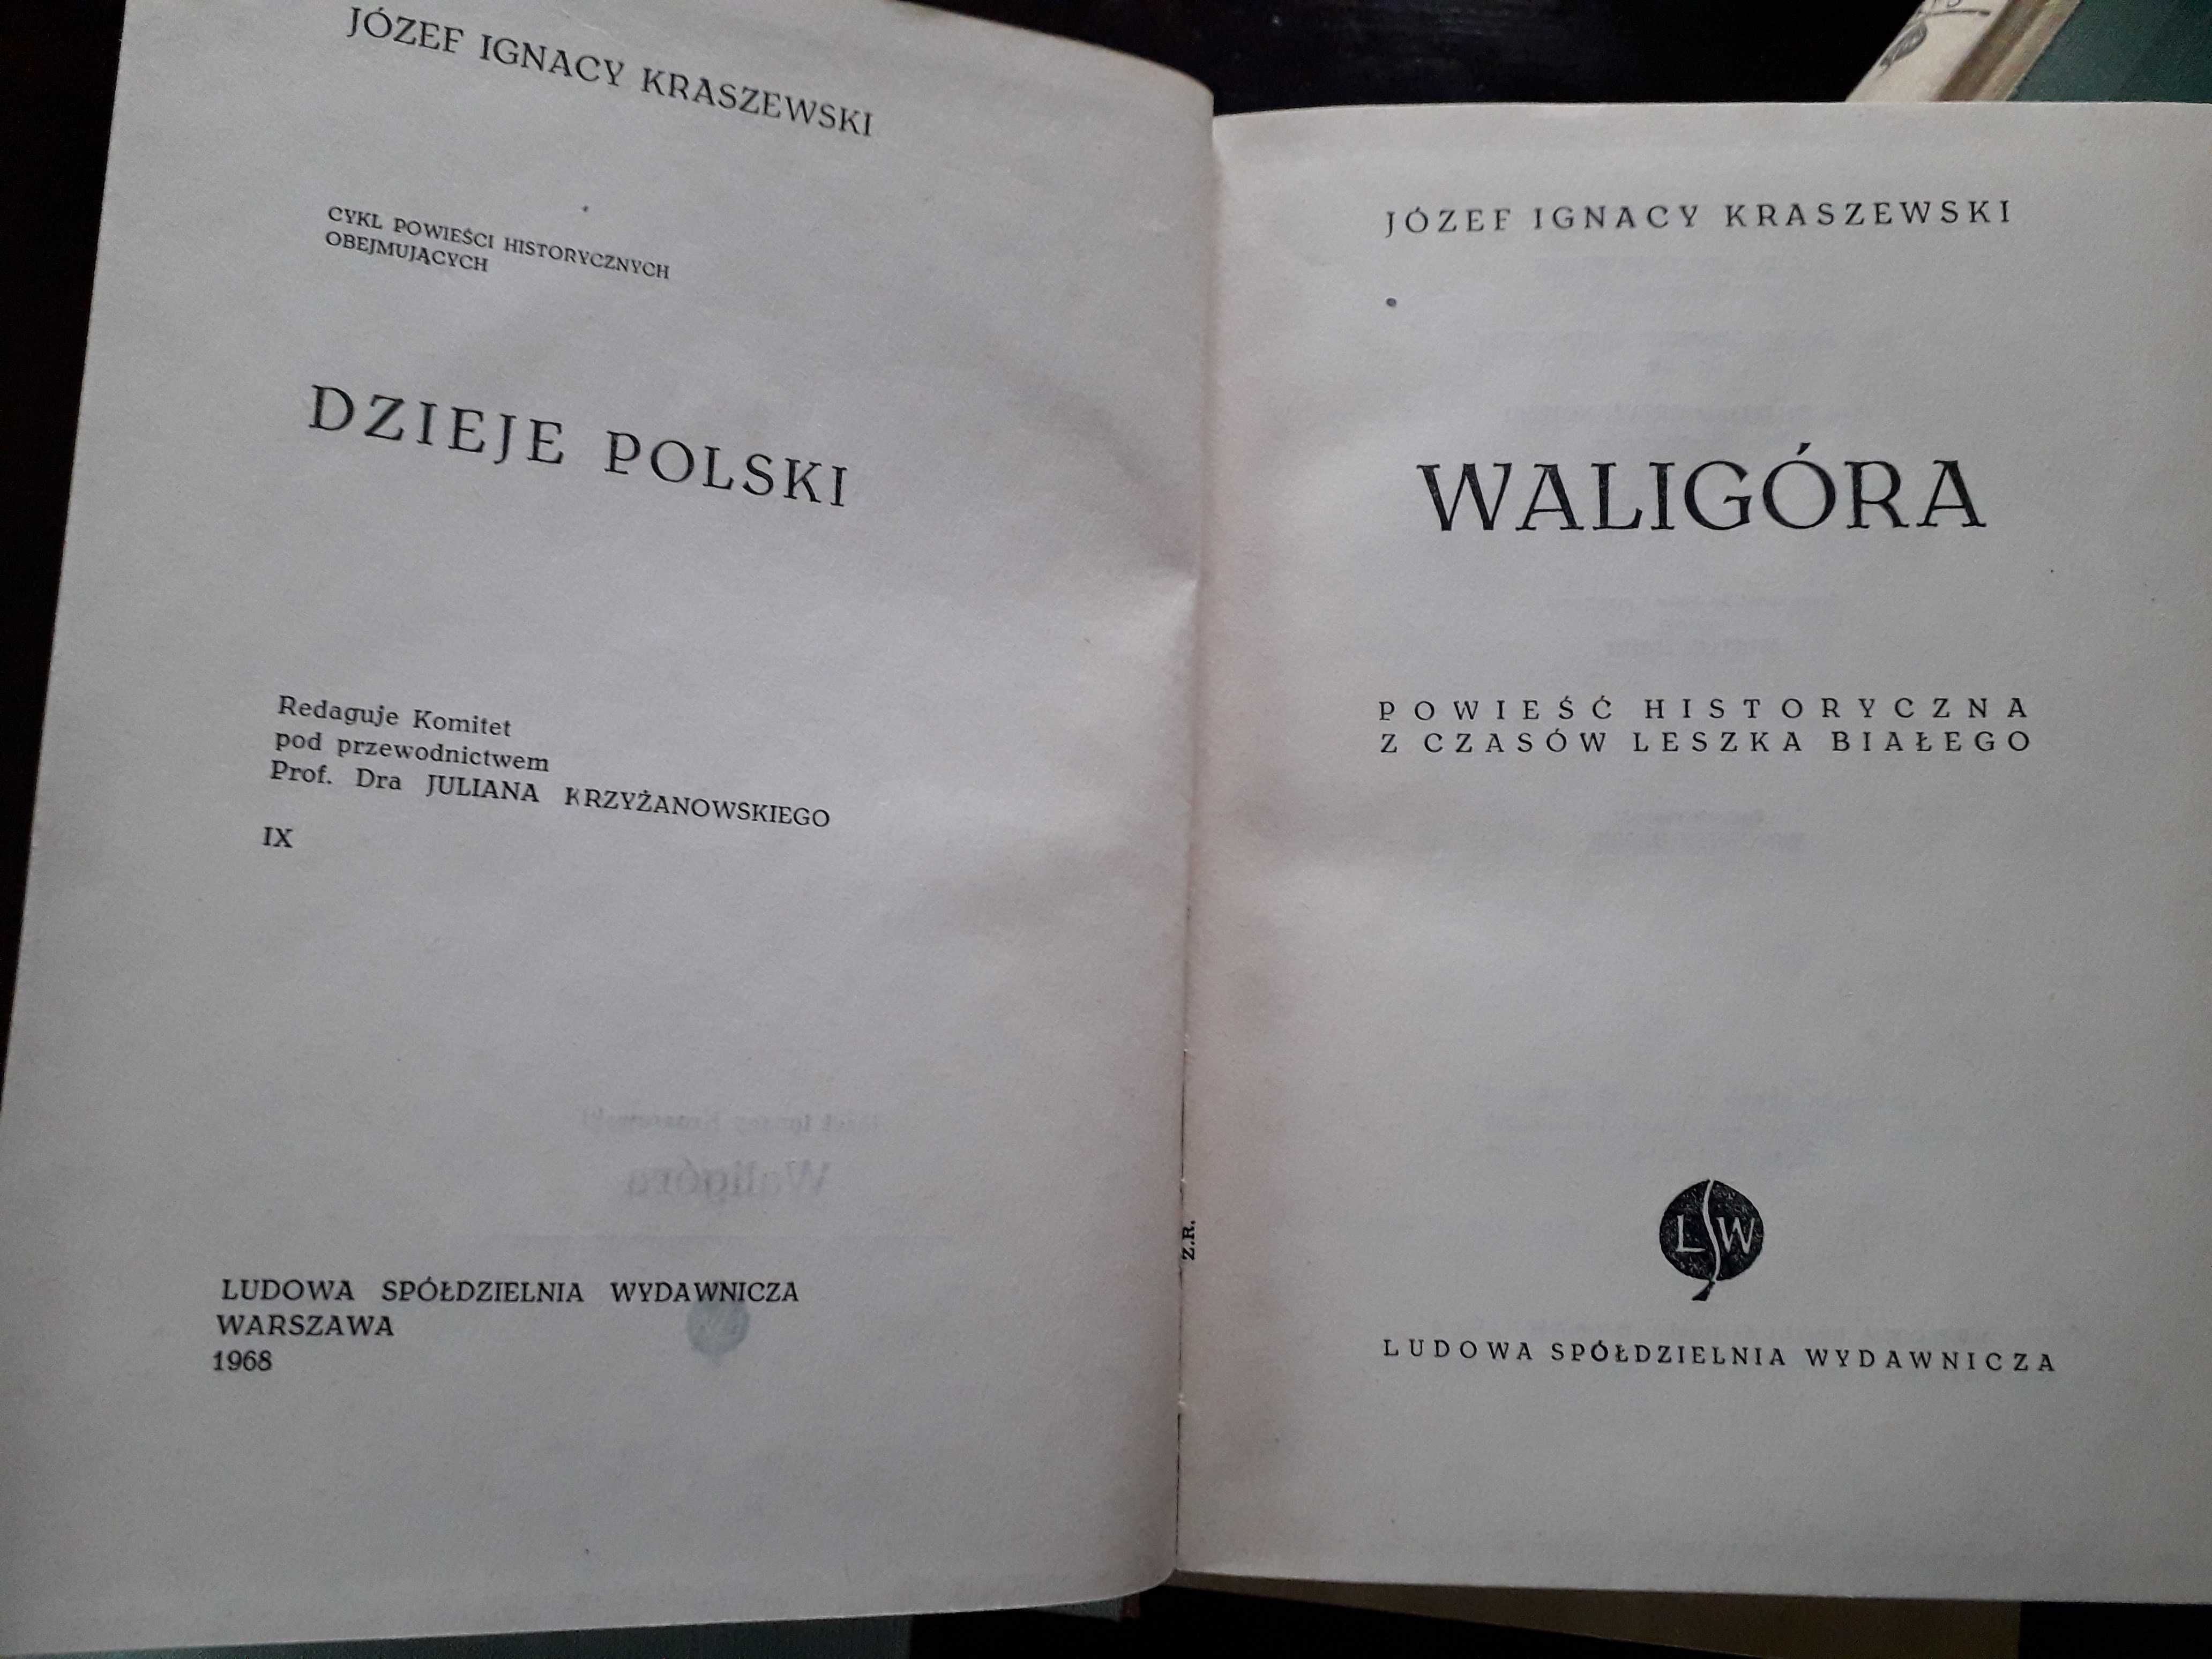 JÓZEF IGNACY KRASZEWSKI
CYKL POWIEŚCI HISTORYCZNYCH
OBEJMUJĄCYCH
DZIEJE POLSKI
Redaguje Komitet
pod przewodnictwem
Prof. Dra JULIANA KRZYŻANOWSKIEGO
IX
Waligóra
LUDOWA SPÓŁDZIELNIA WYDAWNICZA
WARSZAWA
1968
Z.R.
JÓZEF IGNACY KRASZEWSKI
WALIGÓRA
POWIEŚĆ HISTORYCZNA
Z CZASÓW LESZKA BIAŁEGO
LSW
LUDOWA SPÓŁDZIELNIA WYDAWNICZA